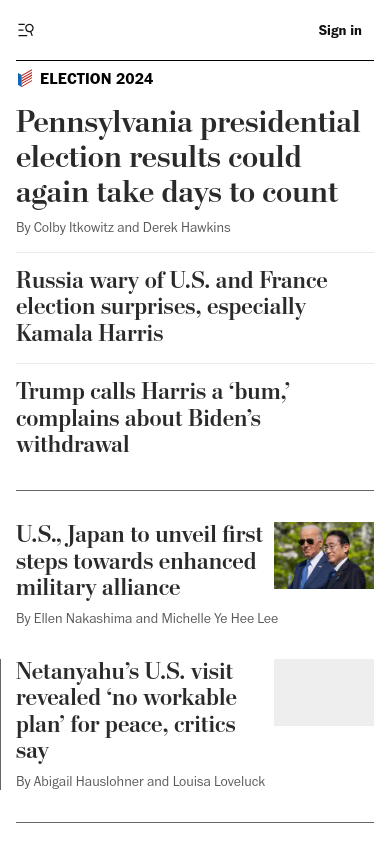 Sign in
ELECTION 2024
Pennsylvania presidential
election results could
again take days to count
By Colby Itkowitz and Derek Hawkins
Russia wary of U.S. and France
election surprises, especially
Kamala Harris
Trump calls Harris a ‘bum,’
complains about Biden’s
withdrawal
U.S., Japan to unveil first
steps towards enhanced
military alliance
By Ellen Nakashima and Michelle Ye Hee Lee
Netanyahu’s U.S. visit
revealed ‘no workable
plan’ for peace, critics
say
By Abigail Hauslohner and Louisa Loveluck